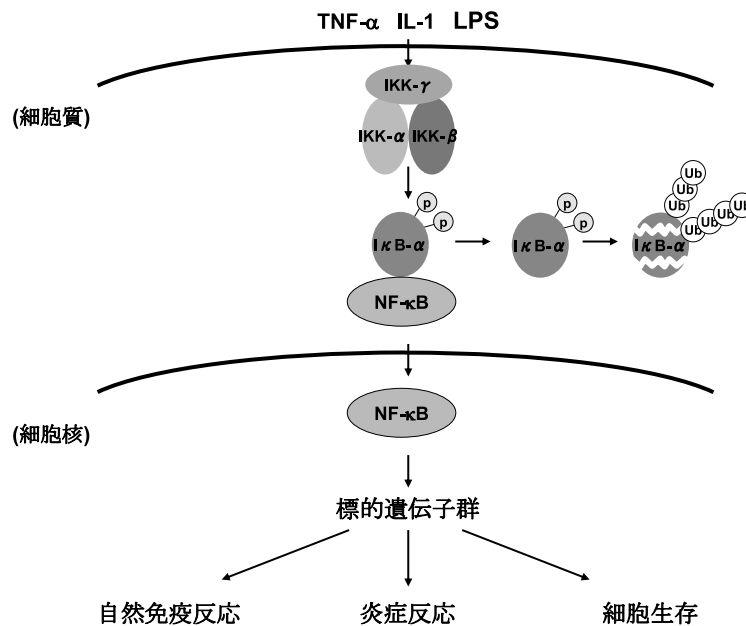 TNF-α IL-1 LPS
IKK-γ
(細胞質)
IKK-α IKK-β
p
p
IκB-α
p
p
IκB-α
Ub
Ub
Ub
Ub
Ub
Ub
Ub
IκB-α
NF-κB
NF-κB
(細胞核)
標的遺伝子群
自然免疫反応 炎症反応 細胞生存